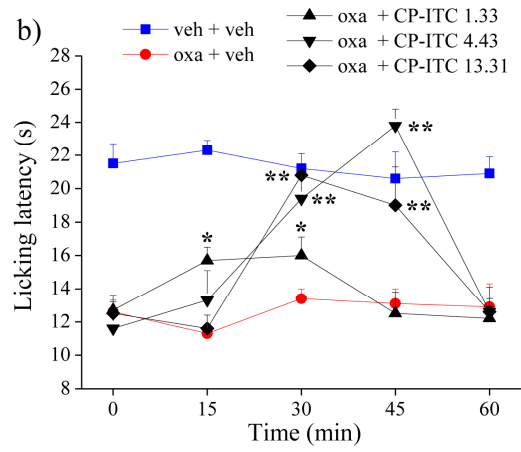 b)
veh + veh
oxa + veh
oxa + CP-ITC 1.33
oxa + CP-ITC 4.43
oxa + CP-ITC 13.31
Licking latency (s)
28
26
24
22
20
18
16
14
12
10
8
**
**
**
**
*
*
0 15 30 45 60
Time (min)